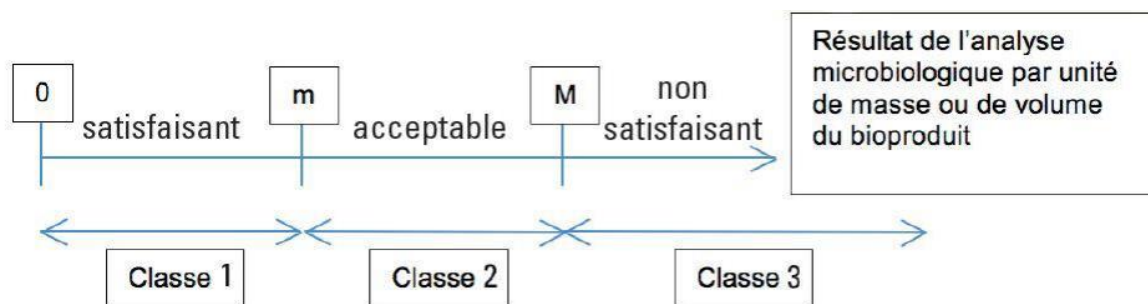 0
m
M
satisfaisant
acceptable
non
satisfaisant
Résultat de l'analyse
microbiologique par unité
de masse ou de volume
du bioproduit
Classe 1
Classe 2
Classe 3